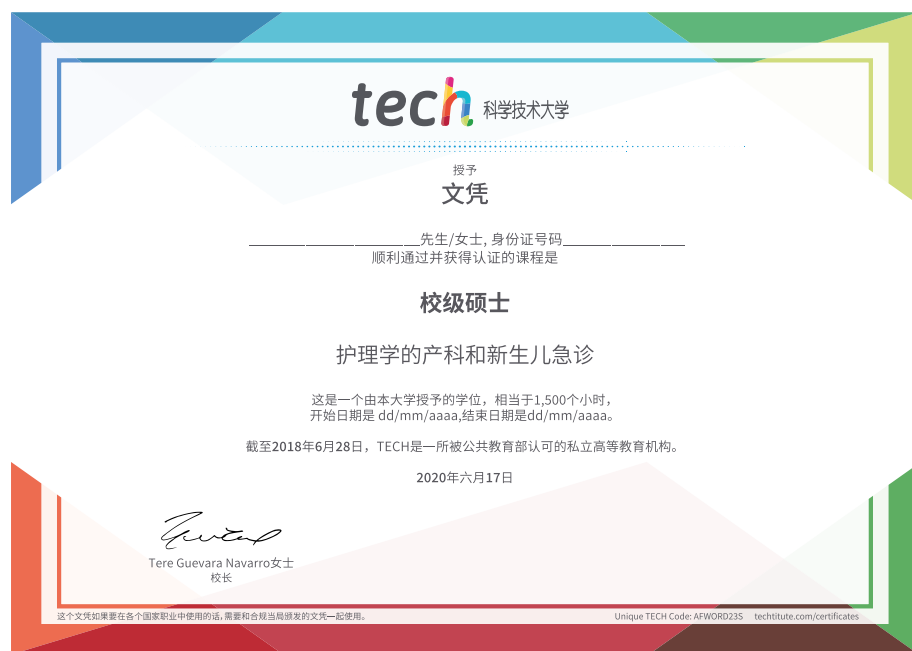 tech 科学技术大学
授予
文凭
________________________先生/女士, 身份证号码_________________
顺利通过并获得认证的课程是
校级硕士
护理学的产科和新生儿急诊
这是一个由本大学授予的学位，相当于1,500个小时，
开始日期是 dd/mm/aaaa,结束日期是dd/mm/aaaa。
截至2018年6月28日，TECH是一所被公共教育部认可的私立高等教育机构。
2020年六月17日
Tere Guevara Navarro女士
校长
这个文凭如果要在各个国家职业中使用的话,需要和合规当局颁发的文凭一起使用。
Unique TECH Code: AFWORD23S techtitute.com/certificates